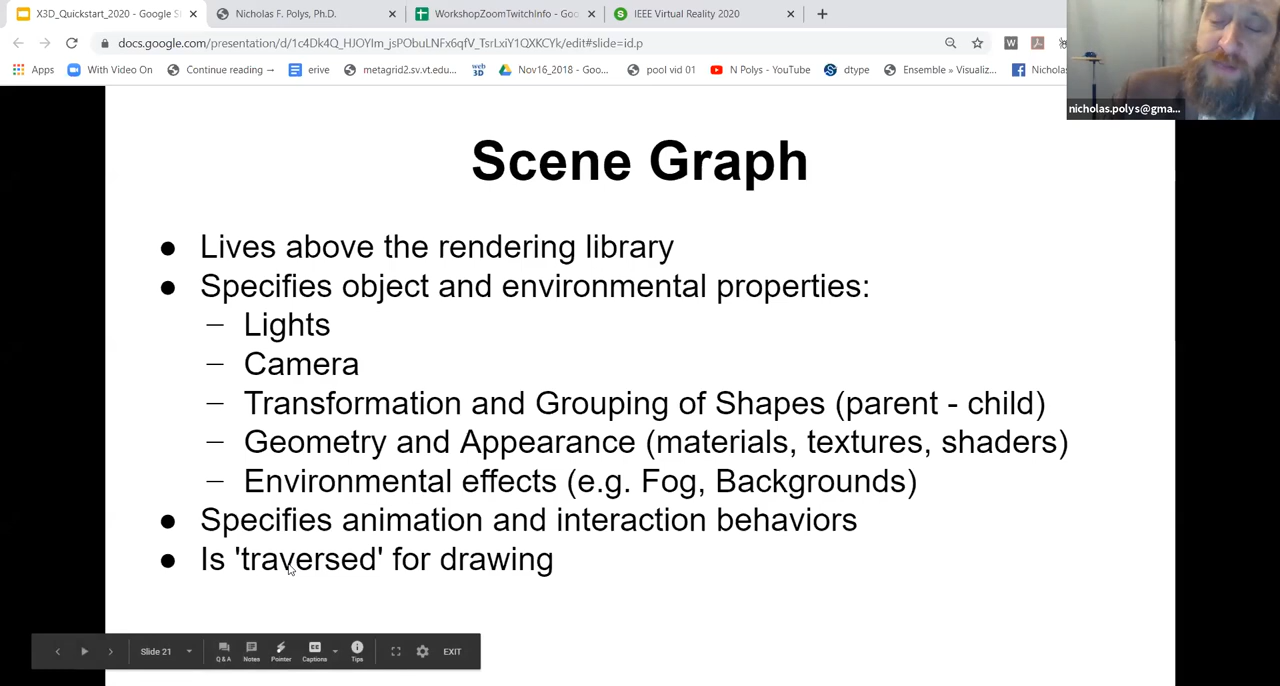 X3D_Quickstart_2020 - Google S
Nicholas F. Polys, Ph.D.
WorkshopZoomTwitchInfo - Goo
IEEE Virtual Reality 2020
docs.google.com/presentation/d/1c4Dk4Q_HJOYIm_jsPObuLNFx6qfV_TsrLxiY1QXKCYk/edit#slide=id.p
W
Apps
With Video On
Continue reading →
erive
metagrid2.sv.vt.edu...
web 3D
Nov16_2018 - Goo...
pool vid 01
N Polys - YouTube
dtype
Ensemble » Visualiz...
Nichola
nicholas.polys@gma...
Scene Graph
● Lives above the rendering library
● Specifies object and environmental properties:
– Lights
– Camera
– Transformation and Grouping of Shapes (parent - child)
– Geometry and Appearance (materials, textures, shaders)
– Environmental effects (e.g. Fog, Backgrounds)
● Specifies animation and interaction behaviors
● Is 'traversed' for drawing
Slide 21
Q & A
Notes
Pointer
CC
Captions
Tips
EXIT